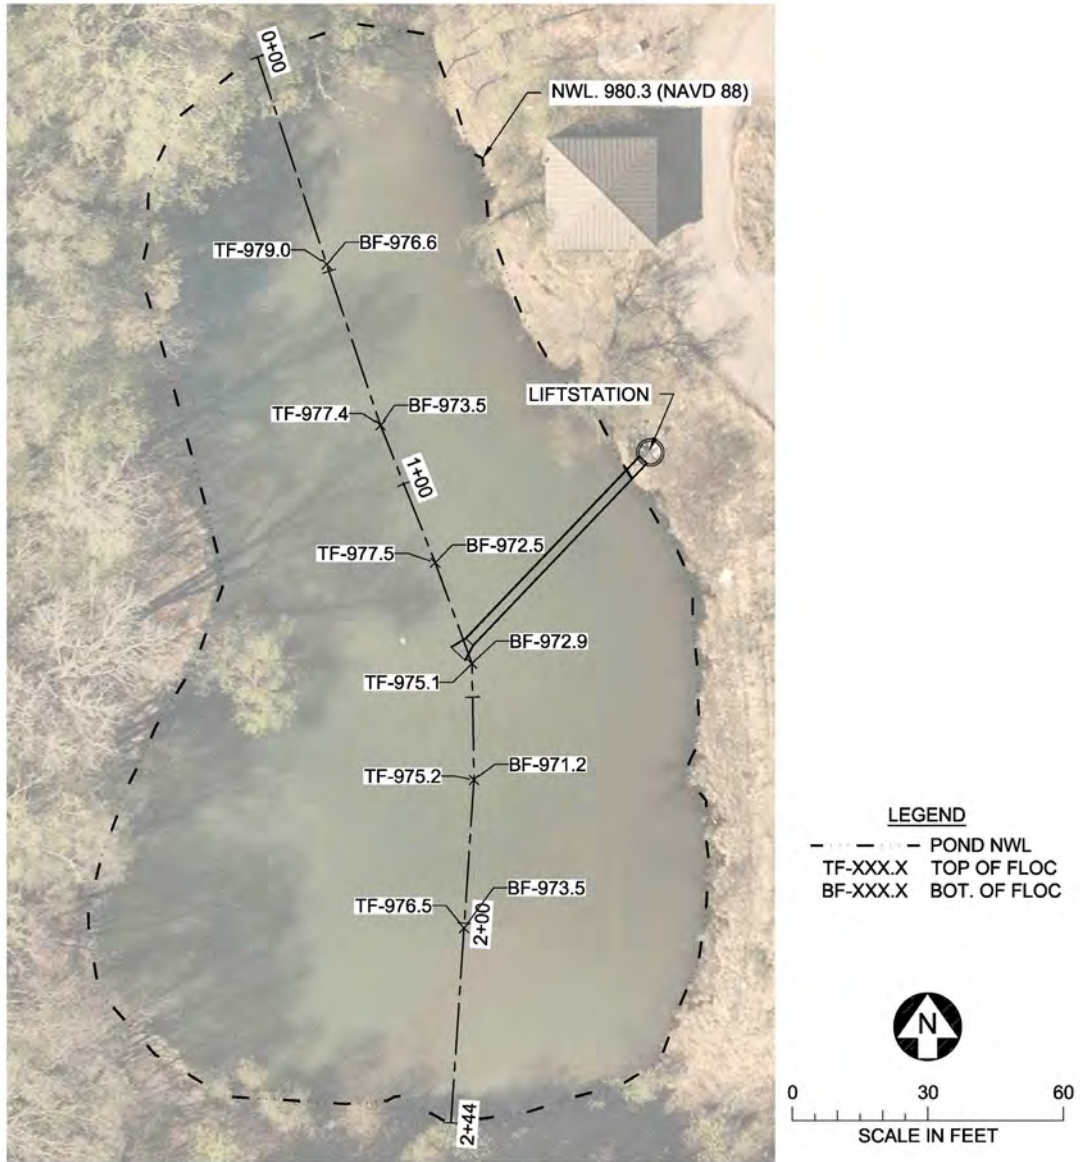 0+00
NWL. 980.3 (NAVD 88)
TF-979.0
BF-976.6
LIFTSTATION
TF-977.4
BF-973.5
1+00
TF-977.5
BF-972.5
BF-972.9
TF-975.1
TF-975.2
BF-971.2
TF-976.5
BF-973.5
2+00
2+44
LEGEND
POND NWL
TF-XXX.X TOP OF FLOC
BF-XXX.X BOT. OF FLOC
N
0 30 60
SCALE IN FEET